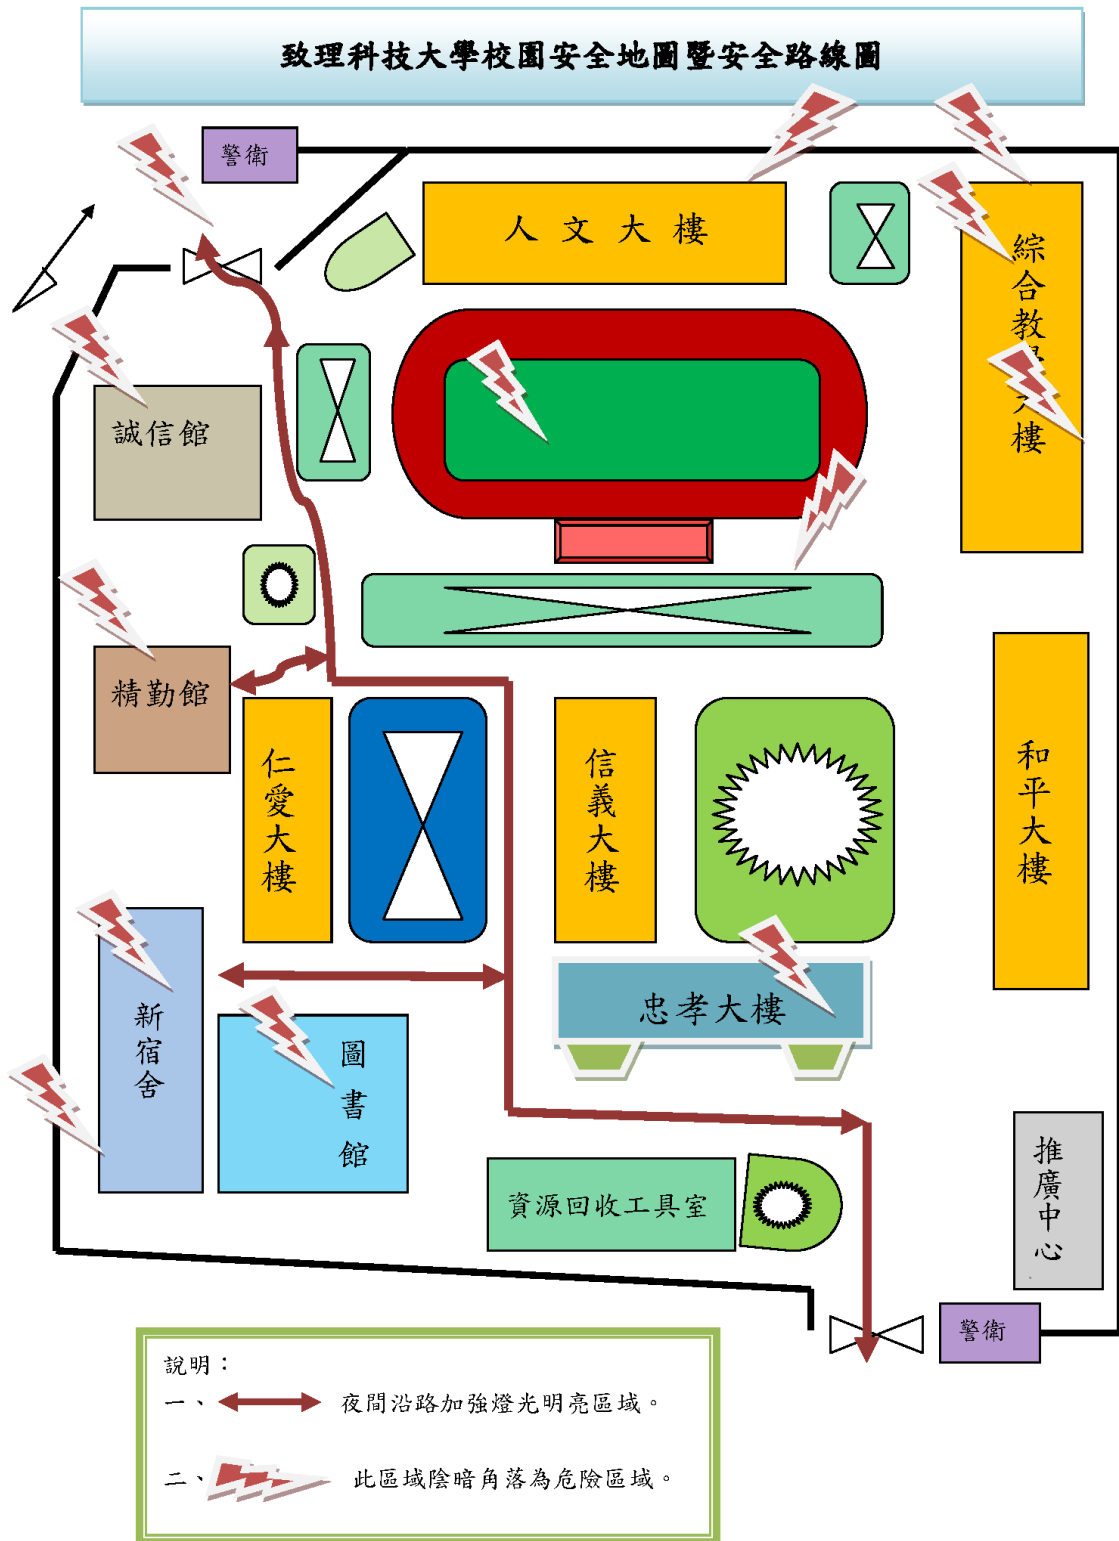 致理科技大學校園安全地圖暨安全路線圖
警衛
人文大樓
綜合教學大樓
誠信館
精勤館
仁愛大樓
信義大樓
和平大樓
新宿舍
圖書館
忠孝大樓
資源回收工具室
推廣中心
警衛
說明：
一、 夜間沿路加強燈光明亮區域。
二、 此區域陰暗角落為危險區域。